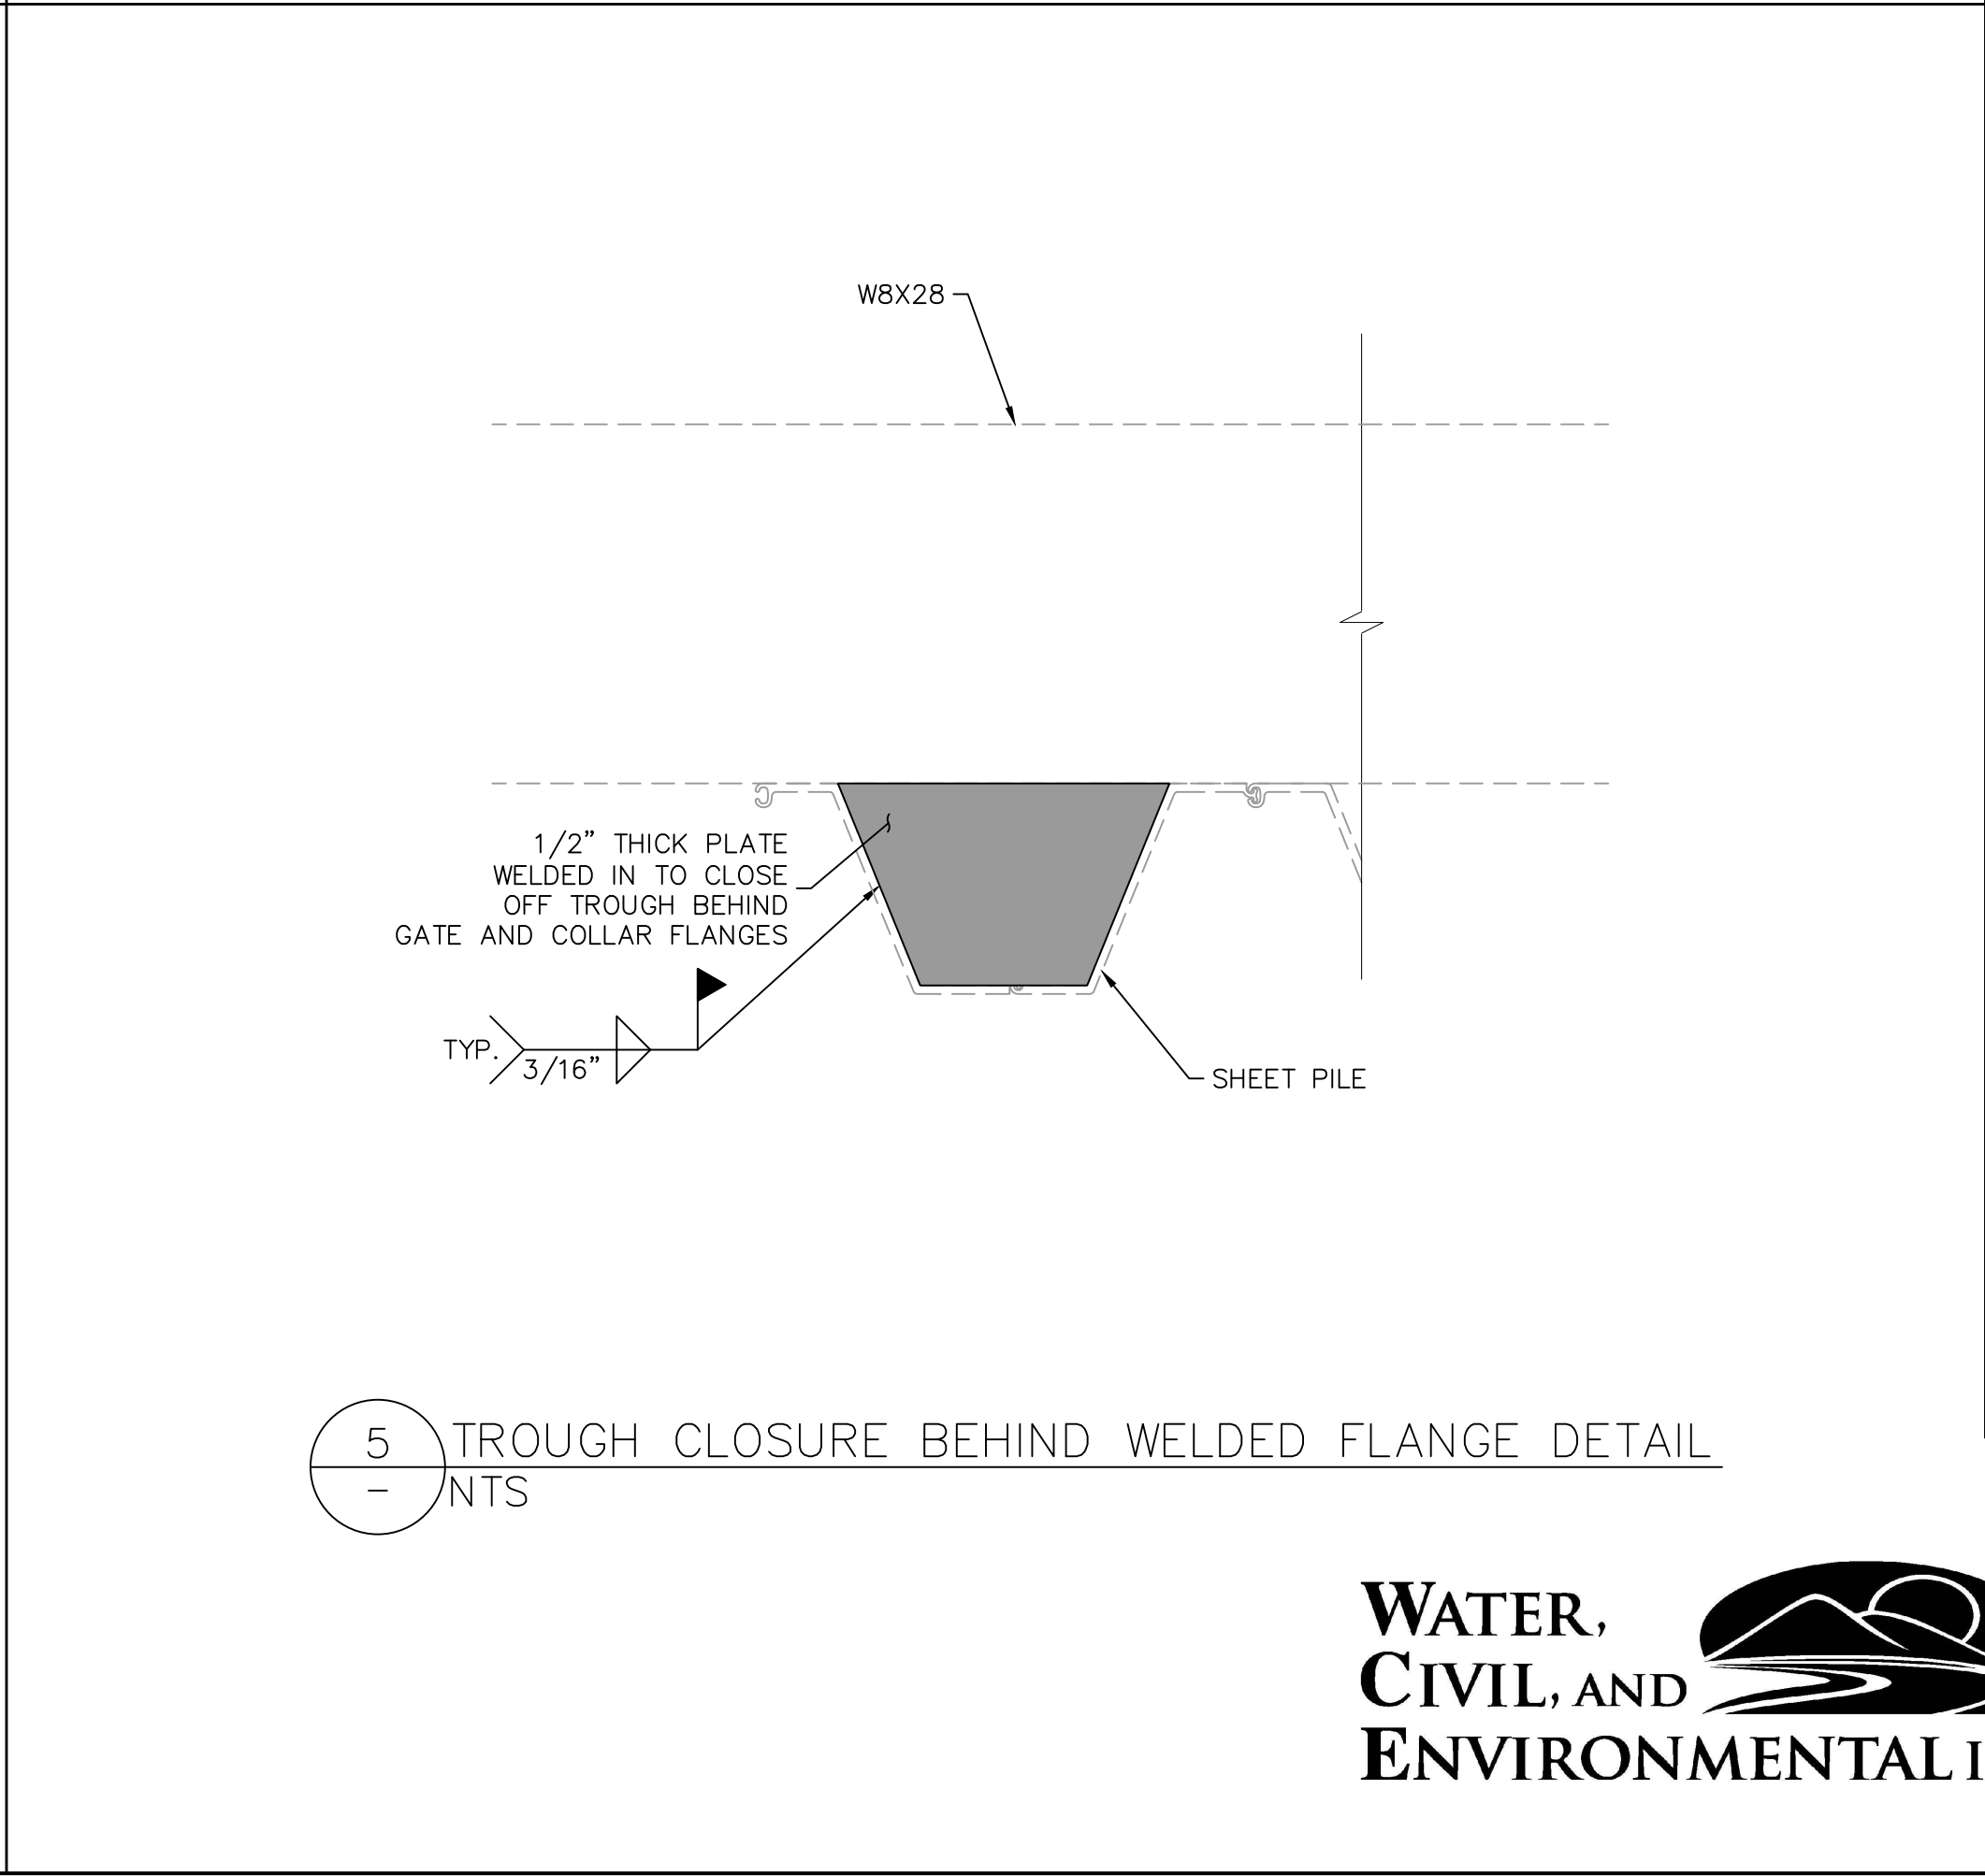 W8X28
1/2” THICK PLATE
WELDED IN TO CLOSE
OFF TROUGH BEHIND
GATE AND COLLAR FLANGES
TYP.
3/16”
SHEET PILE
5
TROUGH CLOSURE BEHIND WELDED FLANGE DETAIL
-
NTS
WATER,
CIVIL, AND
ENVIRONMENTAL I